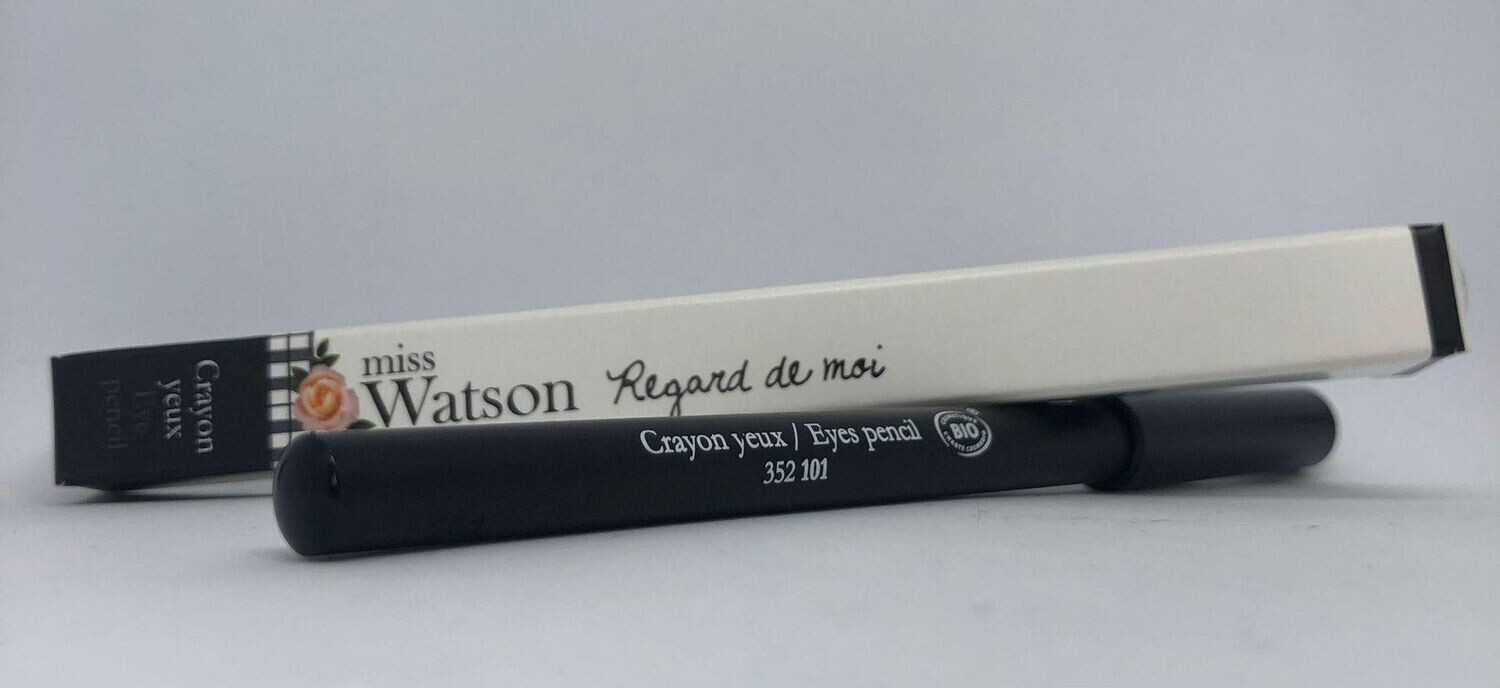 Crayon
yeux
Eye
pencil
miss
Watson
Regard de moi
Crayon yeux / Eyes pencil
352 101
BIO